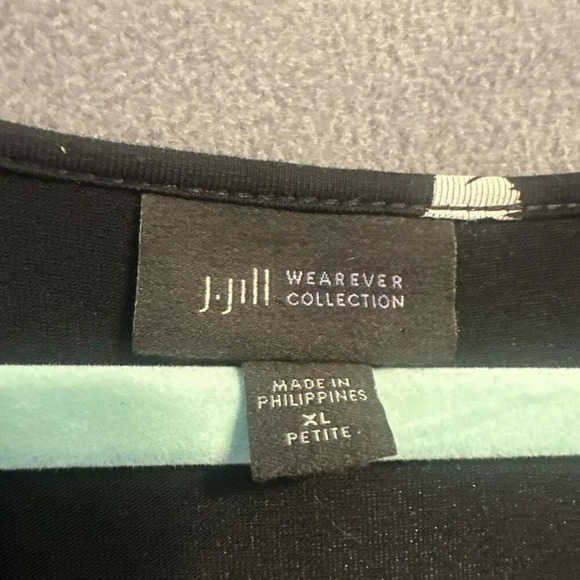 J.Jill WEAREVER
COLLECTION
MADE IN
PHILIPPINES
XL
PETITE